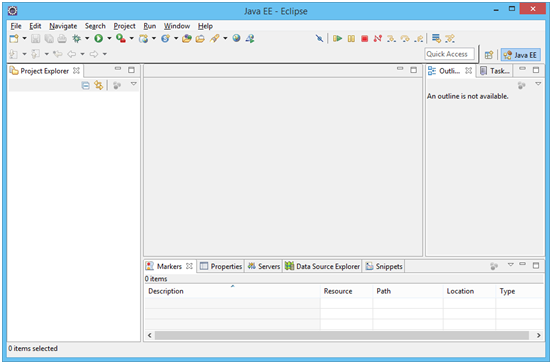 Java EE - Eclipse
File Edit Navigate Search Project Run Window Help
Quick Access
Java EE
Project Explorer
Outli...
Task...
An outline is not available.
Markers
Properties
Servers
Data Source Explorer
Snippets
0 items
Description Resource Path Location Type
0 items selected